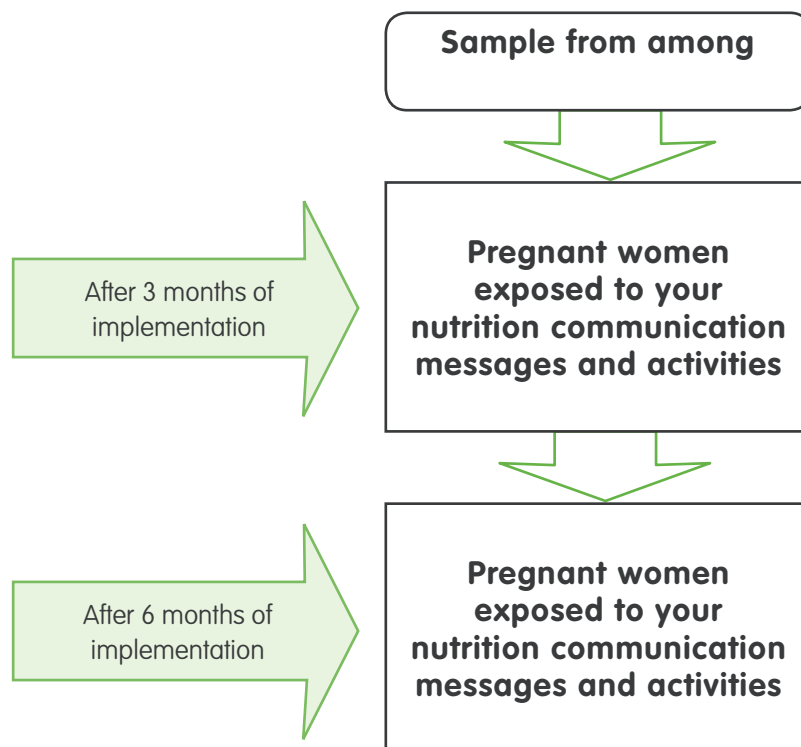 Sample from among
After 3 months of
implementation
Pregnant women
exposed to your
nutrition communication
messages and activities
After 6 months of
implementation
Pregnant women
exposed to your
nutrition communication
messages and activities